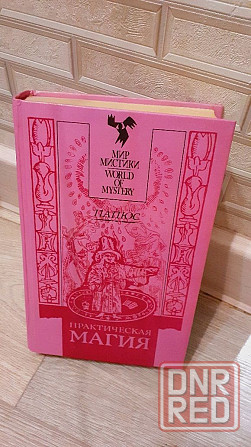 МИР
МИСТИКИ
WORLD
OF
MYSTERY
ПАПЮС
ПРАКТИЧЕСКАЯ
МАГИЯ
DNR
RED